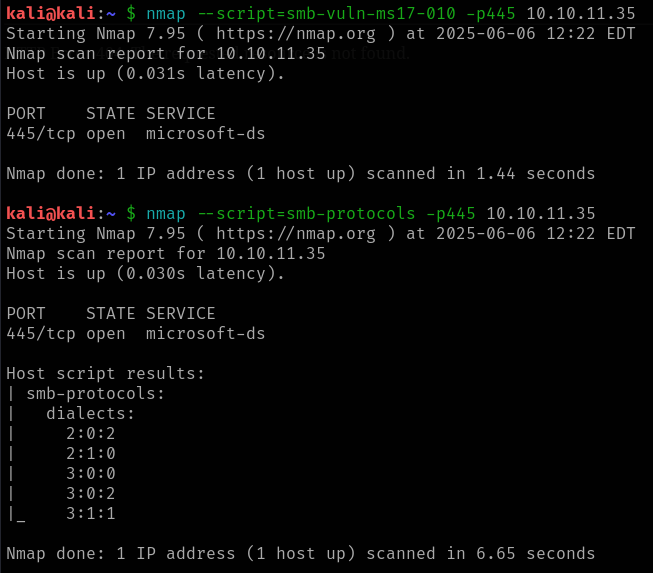 kali@kali:~ $ nmap --script=smb-vuln-ms17-010 -p445 10.10.11.35
Starting Nmap 7.95 ( https://nmap.org ) at 2025-06-06 12:22 EDT
Nmap scan report for 10.10.11.35
not found.
Host is up (0.031s latency).
PORT    STATE SERVICE
445/tcp open  microsoft-ds
Nmap done: 1 IP address (1 host up) scanned in 1.44 seconds
kali@kali:~ $ nmap --script=smb-protocols -p445 10.10.11.35
Starting Nmap 7.95 ( https://nmap.org ) at 2025-06-06 12:22 EDT
Nmap scan report for 10.10.11.35
Host is up (0.030s latency).
PORT    STATE SERVICE
445/tcp open  microsoft-ds
Host script results:
| smb-protocols:
|   dialects:
|     2:0:2
|     2:1:0
|     3:0:0
|     3:0:2
|_    3:1:1
Nmap done: 1 IP address (1 host up) scanned in 6.65 seconds